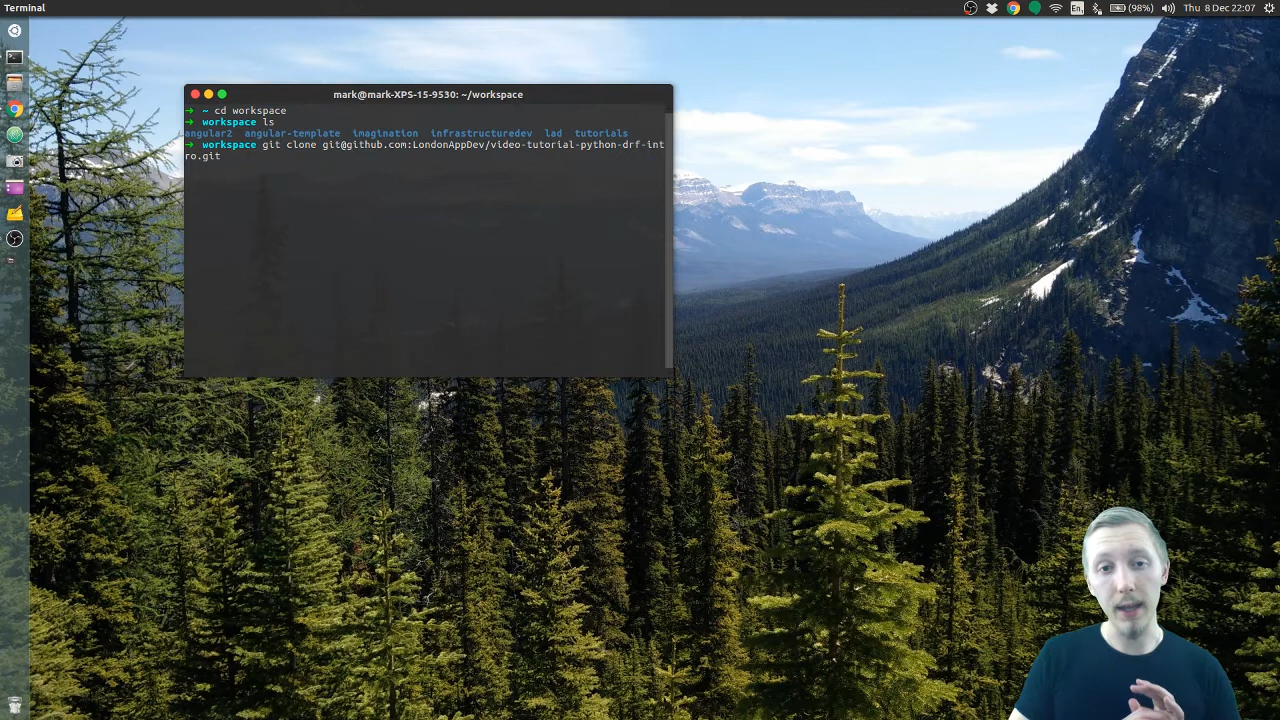 Terminal
En,
(98%)
Thu 8 Dec 22:07
mark@mark-XPS-15-9530: ~/workspace
➜ ~ cd workspace
➜ workspace ls
angular2 angular-template imagination infrastructuredev lad tutorials
➜ workspace git clone git@github.com:LondonAppDev/video-tutorial-python-drf-int
ro.git